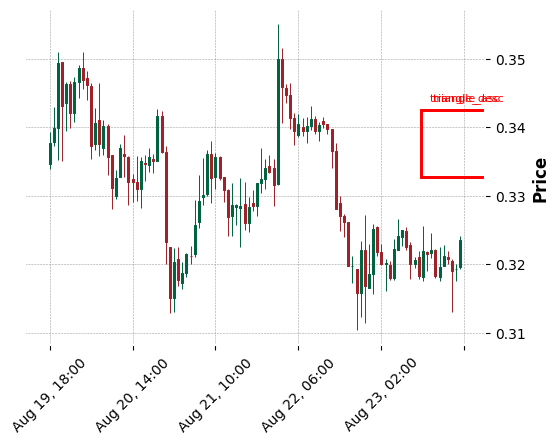 0.35
0.34
0.33
0.32
0.31
Price
Aug 19, 18:00
Aug 20, 14:00
Aug 21, 10:00
Aug 22, 06:00
Aug 23, 02:00